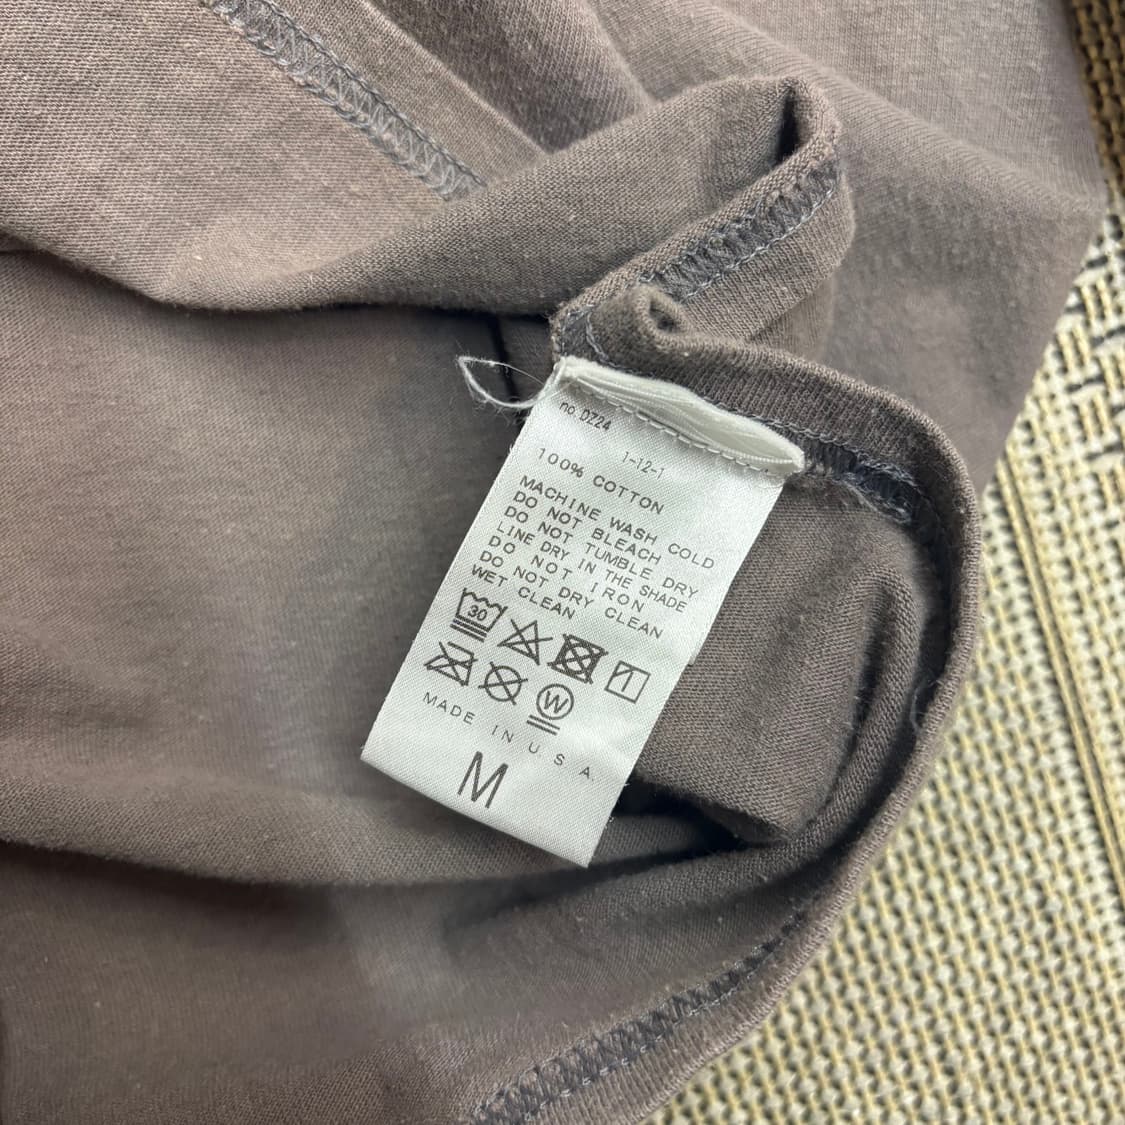 no.DZ24
1-12-1
100% COTTON
MACHINE WASH COLD
DO NOT BLEACH
DO NOT TUMBLE DRY
LINE DRY IN THE SHADE
DO NOT IRON
DO NOT DRY CLEAN
WET CLEAN
30
W
MADE IN U.S.A.
M